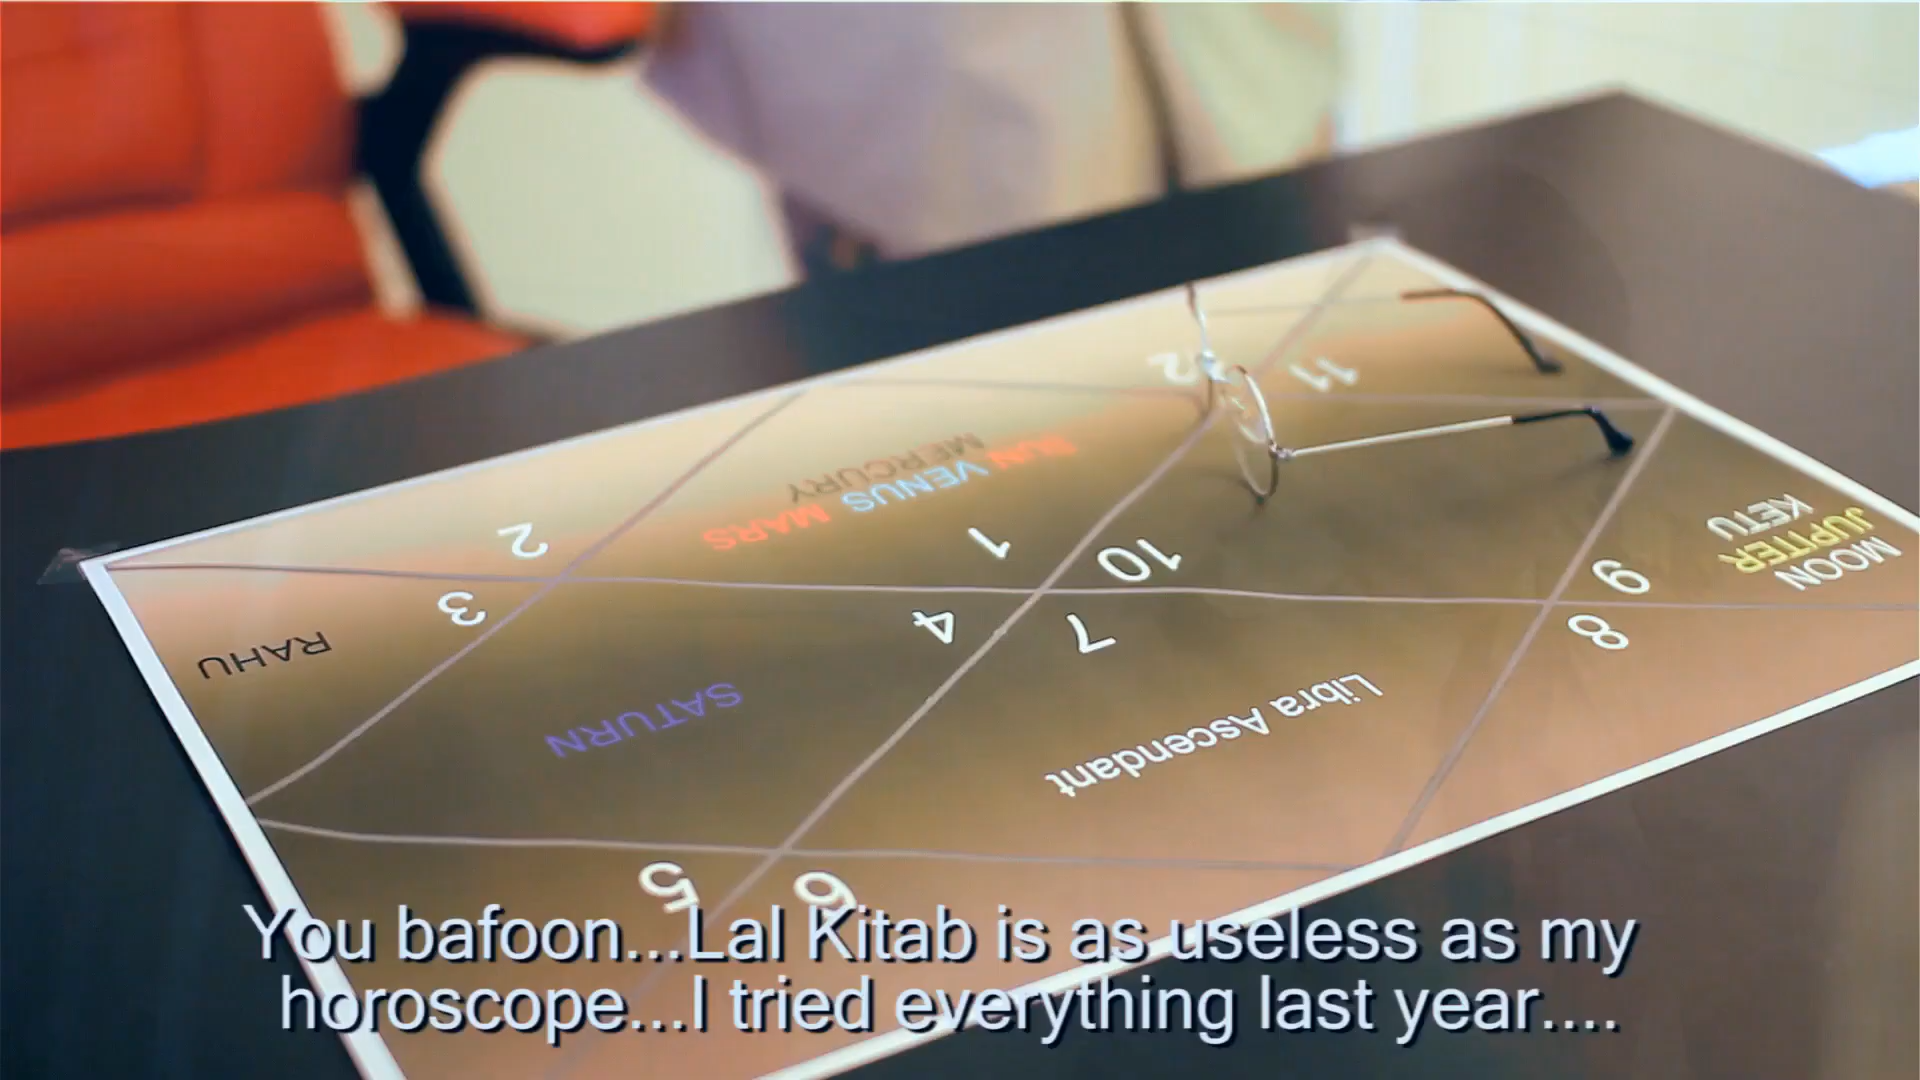 12
11
SUN
MERCURY
VENUS
MARS
2
1
10
KETU
JUPITER
MOON
9
3
4
7
8
RAHU
SATURN
Libra Ascendant
5
6
You bafoon...Lal Kitab is as useless as my
horoscope...I tried everything last year....